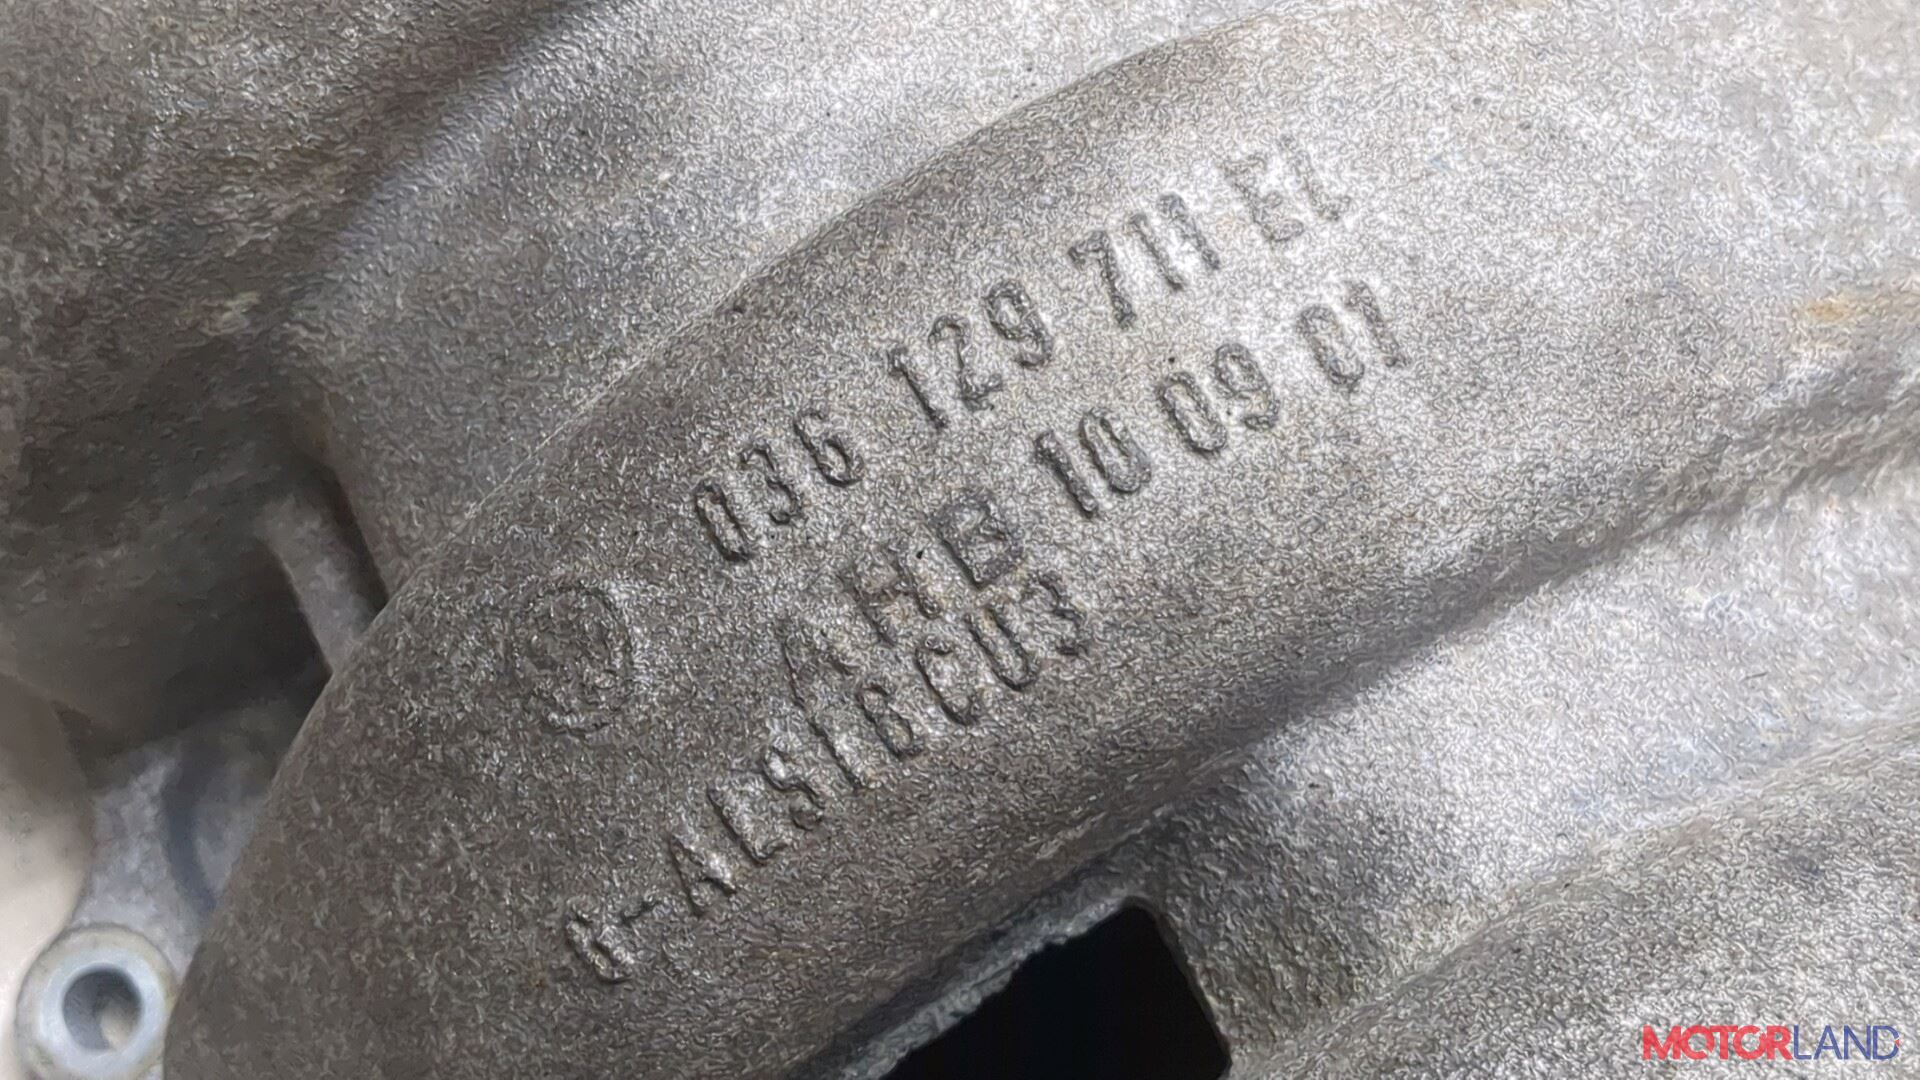 036 129 711 EL
AHB 10 09 01
G-ALSI8CU3
MOTORLAND